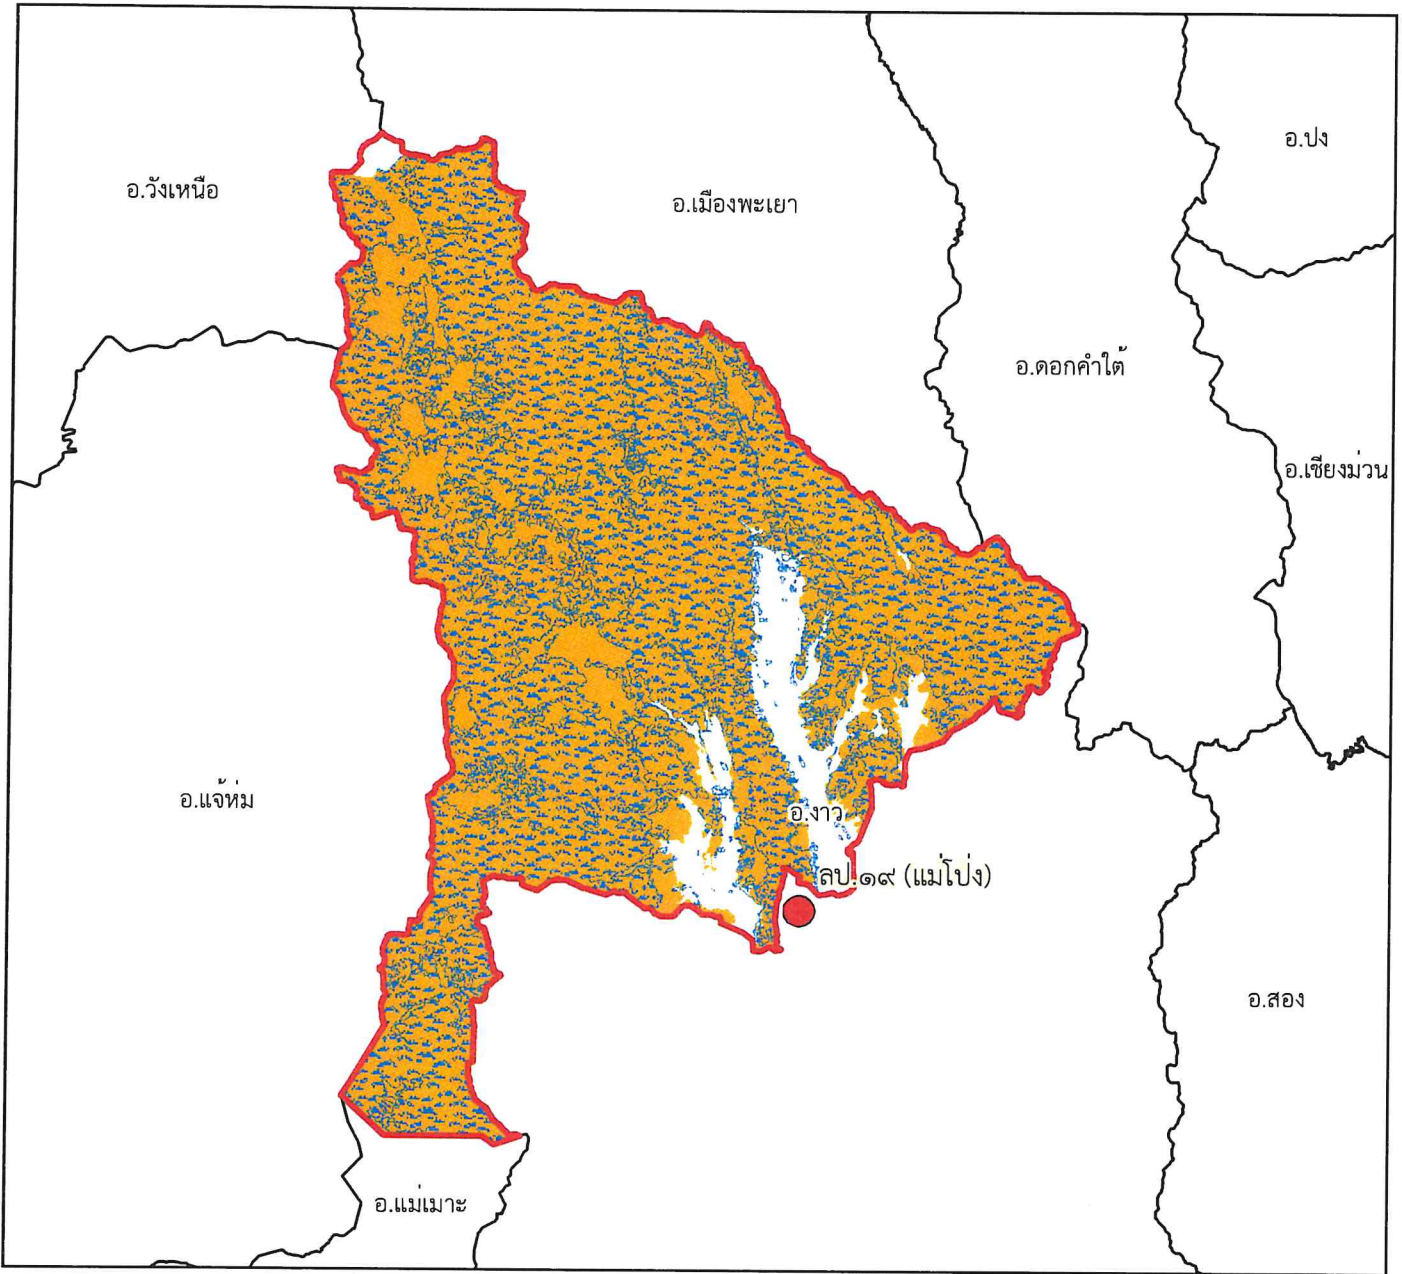 อ.ปง
อ.วังเหนือ
อ.เมืองพะเยา
อ.ดอกคำใต้
อ.เชียงม่วน
อ.แจ้ห่ม
อ.งาว
ลป.๑๙ (แม่โป่ง)
อ.สอง
อ.แม่เมาะ